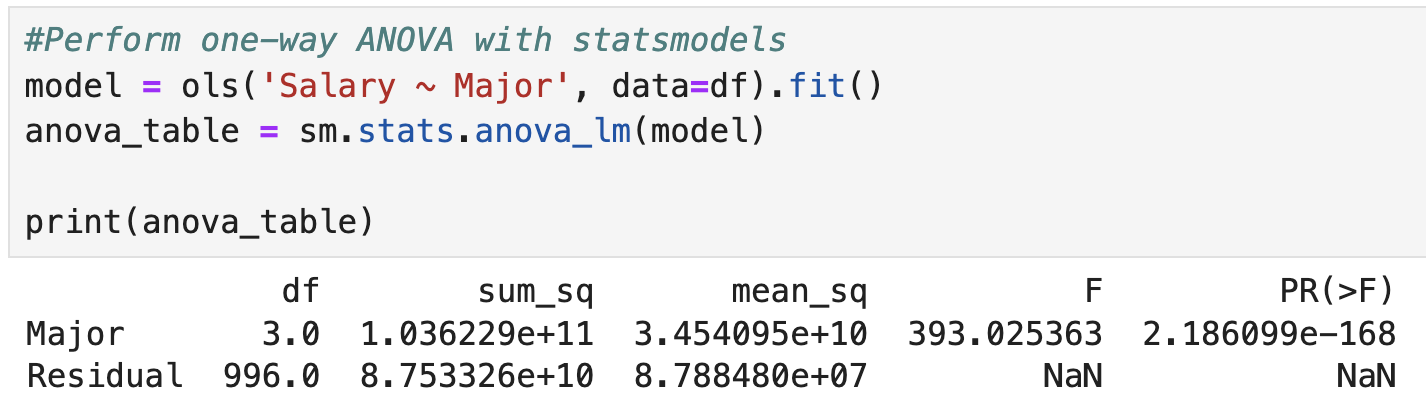 #Perform one-way ANOVA with statsmodels
model = ols('Salary ~ Major', data=df).fit()
anova_table = sm.stats.anova_lm(model)
print(anova_table)
df sum_sq mean_sq F PR(>F)
Major 3.0 1.036229e+11 3.454095e+10 393.025363 2.186099e-168
Residual 996.0 8.753326e+10 8.788480e+07 NaN NaN